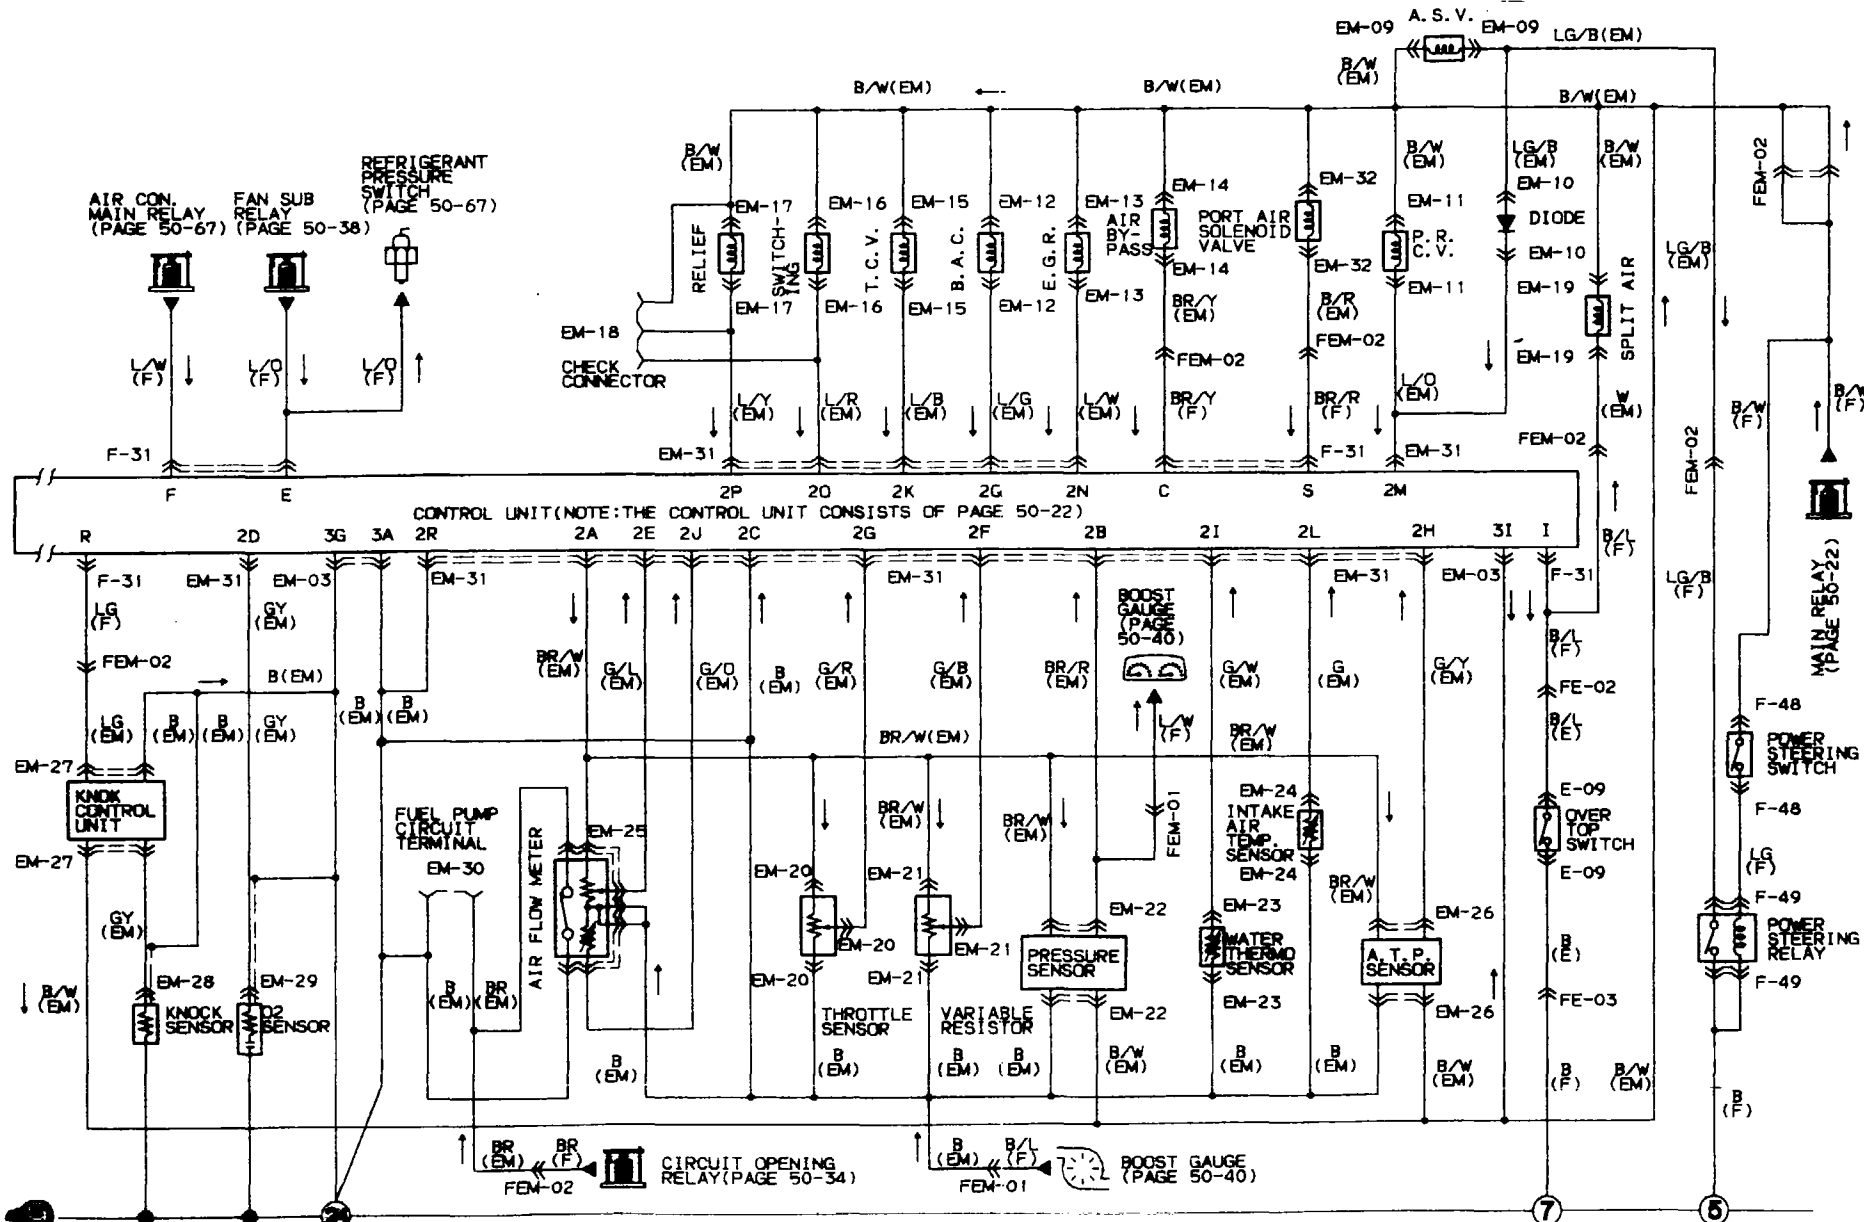 A.S.V.
EM-09
EM-09
LG/B(EM)
B/W
(EM)
B/W(EM)
B/W(EM)
B/W(EM)
B/W
(EM)
B/W
(EM)
LG/B
(EM)
B/W
(EM)
FEM-02
REFRIGERANT
PRESSURE
SWITCH
(PAGE 50-67)
AIR CON.
MAIN RELAY
(PAGE 50-67)
FAN SUB
RELAY
(PAGE 50-38)
EM-17
EM-16
EM-15
EM-12
EM-13
EM-14
EM-32
EM-11
EM-10
RELIEF
SWITCH-
ING
T.C.V.
B.A.C.
E.G.R.
AIR
BY-
PASS
PORT AIR
SOLENOID
VALVE
P.R.
C.V.
DIODE
EM-10
LG/B
(EM)
EM-17
EM-16
EM-15
EM-12
EM-13
EM-14
EM-32
EM-11
EM-19
SPLIT AIR
EM-18
CHECK
CONNECTOR
BR/Y
(EM)
B/R
(EM)
FEM-02
FEM-02
EM-19
L/W
(F)
L/O
(F)
L/O
(F)
L/Y
(EM)
L/R
(EM)
L/B
(EM)
L/G
(EM)
L/W
(EM)
BR/Y
(F)
BR/R
(F)
L/O
(EM)
W
(EM)
B/W
(F)
B/W
(F)
F-31
EM-31
F-31
EM-31
FEM-02
FEM-02
F
E
2P
2O
2K
2Q
2N
C
S
2M
CONTROL UNIT(NOTE:THE CONTROL UNIT CONSISTS OF PAGE 50-22)
R
2D
3G
3A
2R
2A
2E
2J
2C
2G
2F
2B
2I
2L
2H
3I
I
B/L
(F)
MAIN RELAY
(PAGE 50-22)
F-31
EM-31
EM-03
EM-31
EM-31
EM-31
EM-03
F-31
LG/B
(F)
LG
(F)
GY
(EM)
BOOST
GAUGE
(PAGE
50-40)
FEM-02
B(EM)
BR/W
(EM)
G/L
(EM)
G/O
(EM)
B
(EM)
G/R
(EM)
G/B
(EM)
BR/R
(EM)
G/W
(EM)
G
(EM)
G/Y
(EM)
B/L
(F)
FE-02
LG
(EM)
B
(EM)
B
(EM)
GY
(EM)
B
(EM)
B
(EM)
BR/W(EM)
L/W
(F)
BR/W
(EM)
B/L
(E)
F-48
POWER
STEERING
SWITCH
F-48
EM-27
KNOK
CONTROL
UNIT
EM-27
FUEL PUMP
CIRCUIT
TERMINAL
EM-30
AIR FLOW METER
EM-25
BR/W
(EM)
BR/W
(EM)
FEM-01
EM-24
INTAKE
AIR
TEMP.
SENSOR
EM-24
E-09
OVER
TOP
SWITCH
E-09
BR/W
(EM)
LG
(F)
F-49
POWER
STEERING
RELAY
F-49
EM-20
EM-21
EM-22
EM-23
EM-26
GY
(EM)
EM-20
EM-21
PRESSURE
SENSOR
WATER
THERMO
SENSOR
A.T.P.
SENSOR
B
(E)
EM-20
EM-21
EM-22
EM-23
EM-26
FE-03
B/W
(EM)
EM-28
KNOCK
SENSOR
EM-29
O2
SENSOR
B
(EM)
BR
(EM)
THROTTLE
SENSOR
VARIABLE
RESISTOR
B
(EM)
B
(EM)
B
(EM)
B
(EM)
B/W
(EM)
B
(EM)
B
(EM)
B/W
(EM)
B
(F)
B/W
(EM)
B
(F)
BR
(EM)
BR
(F)
FEM-02
CIRCUIT OPENING
RELAY(PAGE 50-34)
B
(EM)
B/L
(F)
FEM-01
BOOST GAUGE
(PAGE 50-40)
7
5